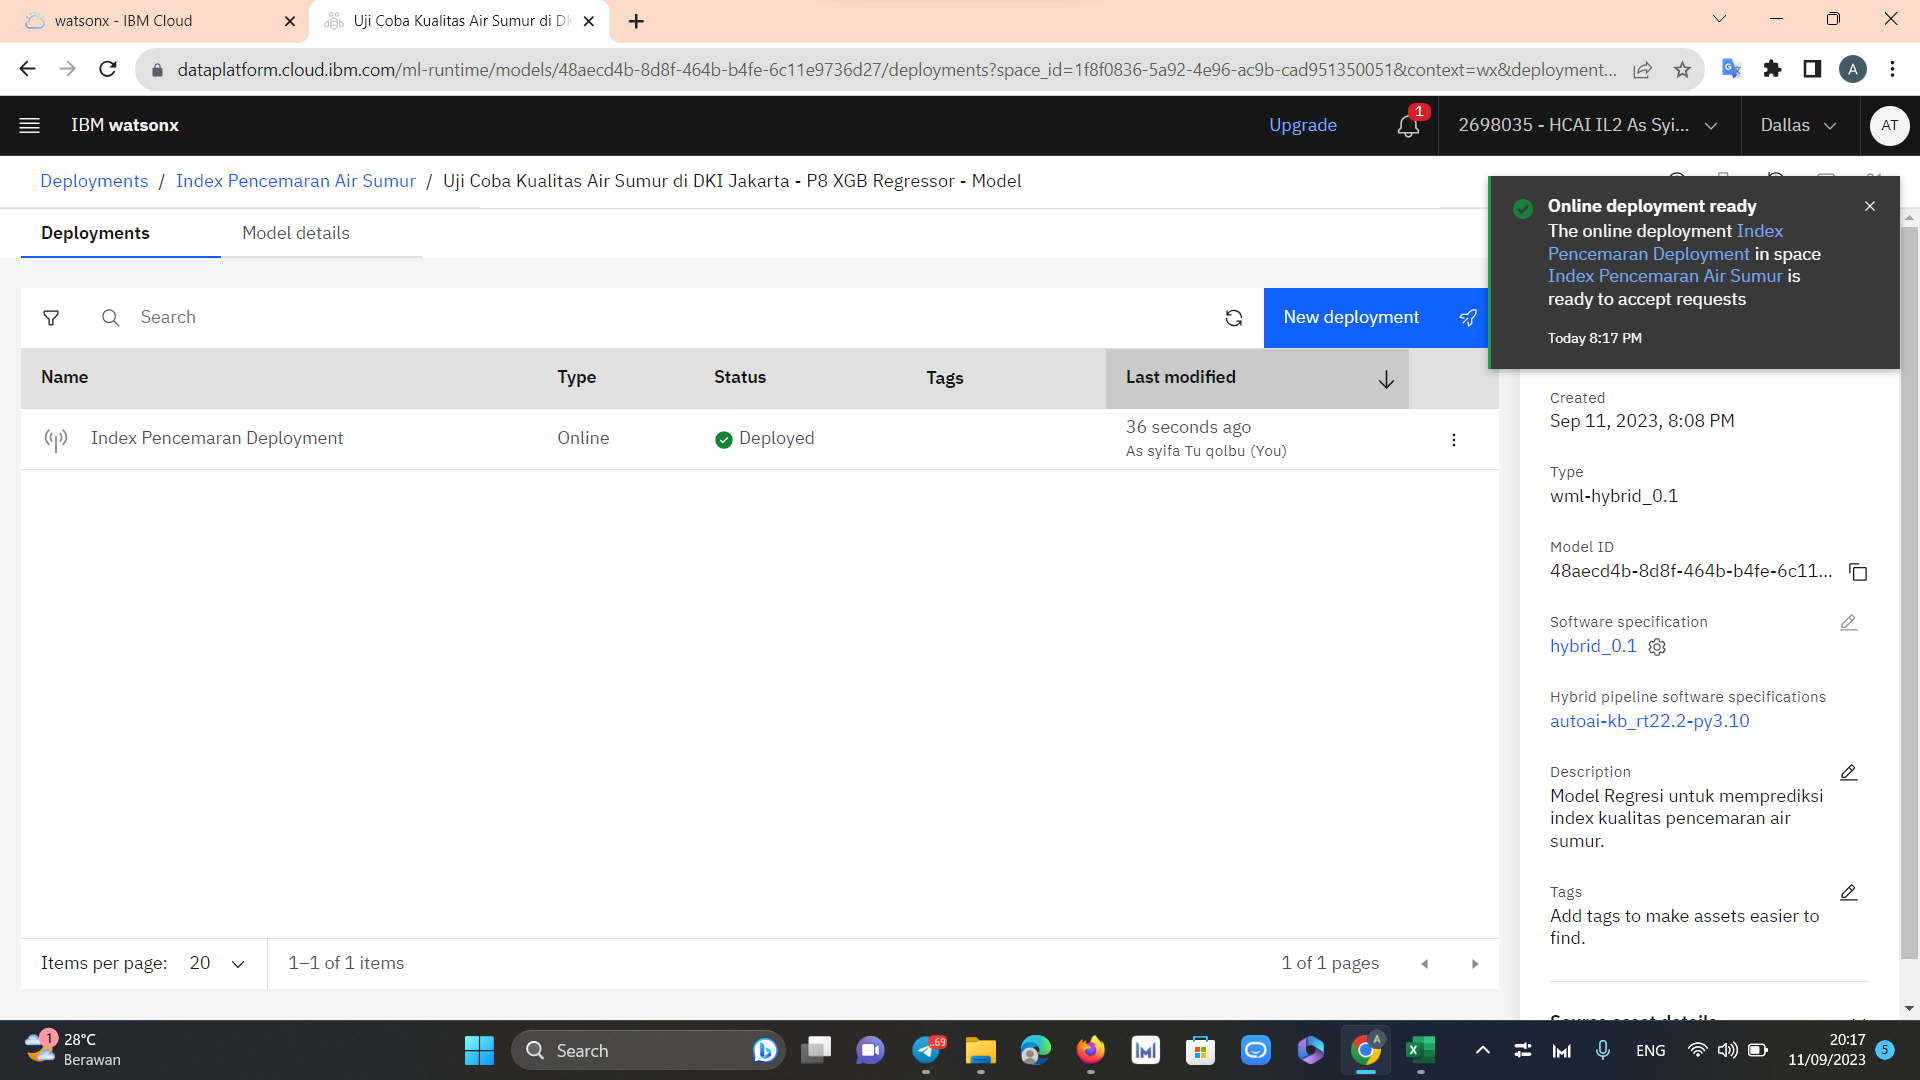 watsonx - IBM Cloud
Uji Coba Kualitas Air Sumur di DK
dataplatform.cloud.ibm.com/ml-runtime/models/48aecd4b-8d8f-464b-b4fe-6c11e9736d27/deployments?space_id=1f8f0836-5a92-4e96-ac9b-cad951350051&context=wx&deployment...
A
IBM watsonx
Upgrade
1
2698035 - HCAI IL2 As Syi...
Dallas
AT
Deployments / Index Pencemaran Air Sumur / Uji Coba Kualitas Air Sumur di DKI Jakarta - P8 XGB Regressor - Model
Deployments
Model details
Online deployment ready
The online deployment Index
Pencemaran Deployment in space
Index Pencemaran Air Sumur is
ready to accept requests
Today 8:17 PM
Search
New deployment
Name
Type
Status
Tags
Last modified
Index Pencemaran Deployment
Online
Deployed
36 seconds ago
As syifa Tu qolbu (You)
Created
Sep 11, 2023, 8:08 PM
Type
wml-hybrid_0.1
Model ID
48aecd4b-8d8f-464b-b4fe-6c11...
Software specification
hybrid_0.1
Hybrid pipeline software specifications
autoai-kb_rt22.2-py3.10
Description
Model Regresi untuk memprediksi
index kualitas pencemaran air
sumur.
Tags
Add tags to make assets easier to
find.
Source asset details
Items per page: 20
1–1 of 1 items
1 of 1 pages
1
28°C
Berawan
Search
..69
A
ENG
20:17
11/09/2023
5